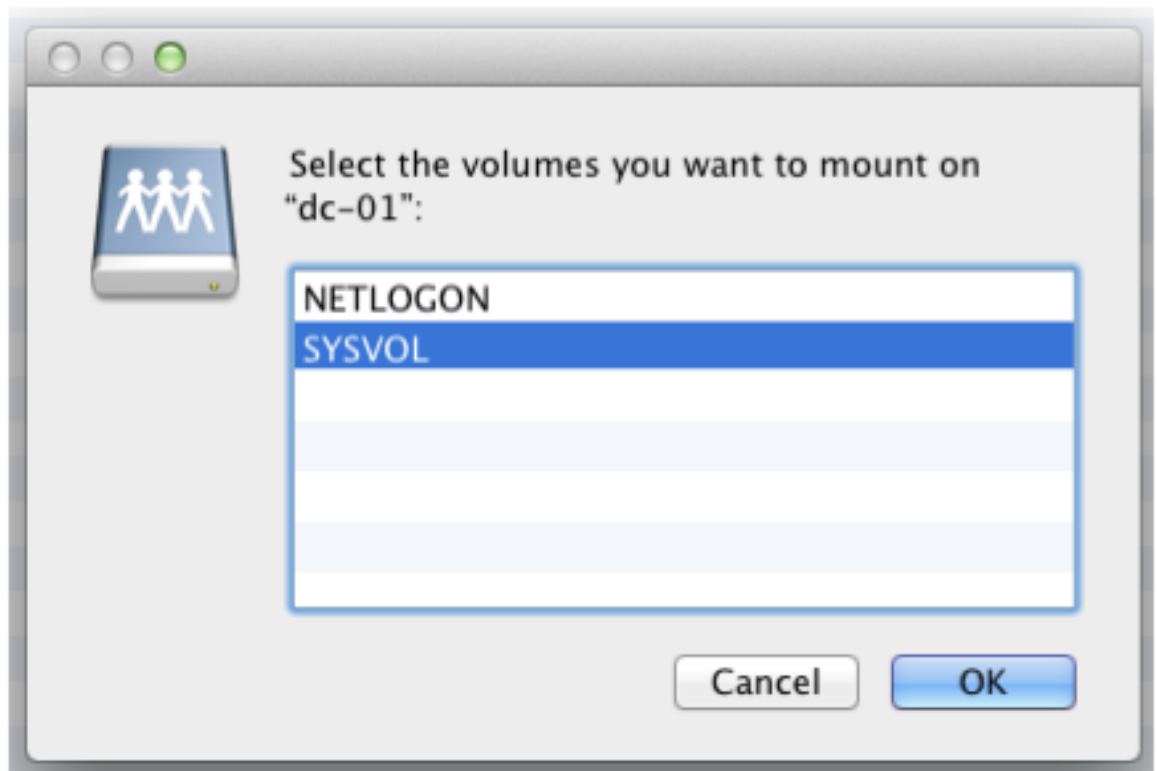 Select the volumes you want to mount on
“dc-01”:
NETLOGON
SYSVOL
Cancel
OK